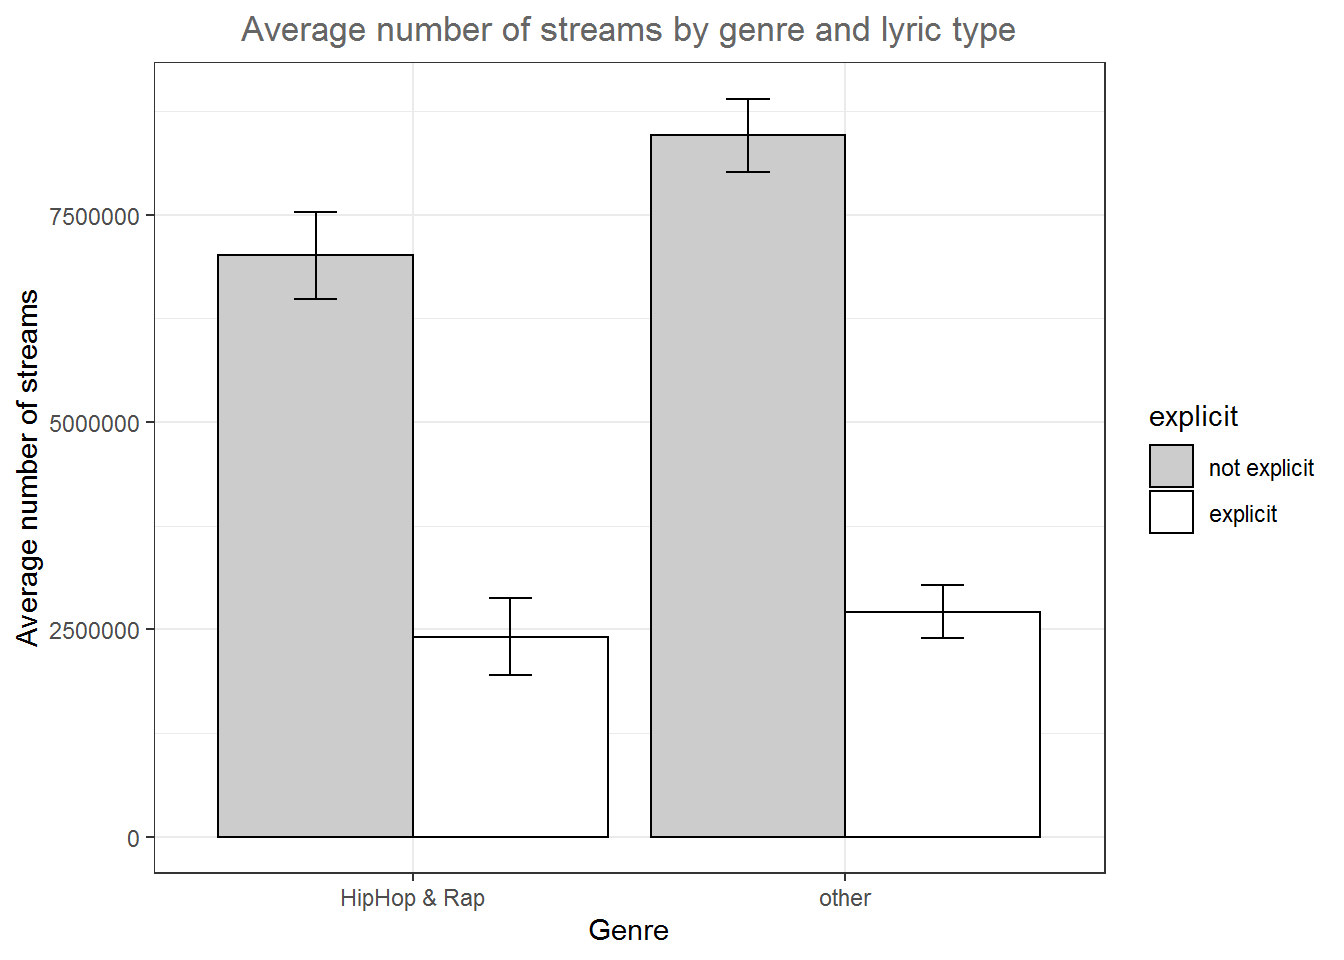 Average number of streams by genre and lyric type
Average number of streams
7500000
5000000
2500000
0
HipHop & Rap
other
Genre
explicit
not explicit
explicit